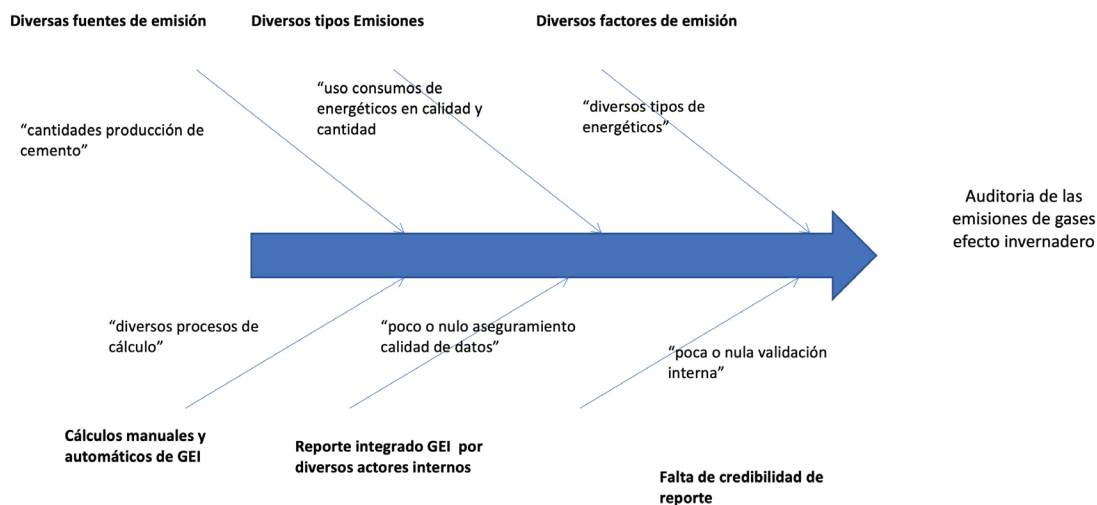 Diversas fuentes de emisión
Diversos tipos Emisiones
Diversos factores de emisión
“uso consumos de
energéticos en calidad y
cantidad
“diversos tipos de
energéticos”
“cantidades producción de
cemento”
Auditoria de las
emisiones de gases
efecto invernadero
“diversos procesos de
cálculo”
“poco o nulo aseguramiento
calidad de datos”
“poca o nula validación
interna”
Cálculos manuales y
automáticos de GEI
Reporte integrado GEI por
diversos actores internos
Falta de credibilidad de
reporte